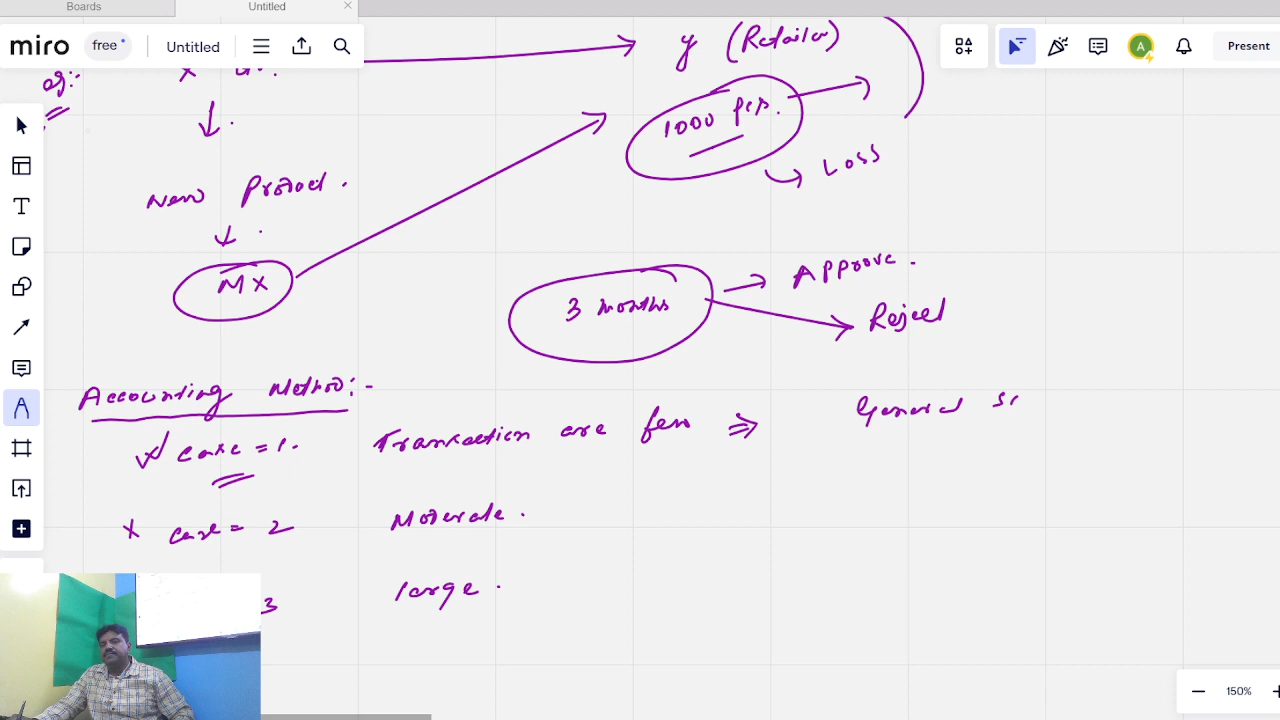 Boards Untitled
miro free Untitled Present
eg:-
y (Retailer)
1000 pcs.
Loss
New Product.
MX
3 months
Approve.
Reject
Accounting Method:-
Case = 1. Transaction are few ⇒ General
x Case = 2 Moderate.
3 large.
150%
A